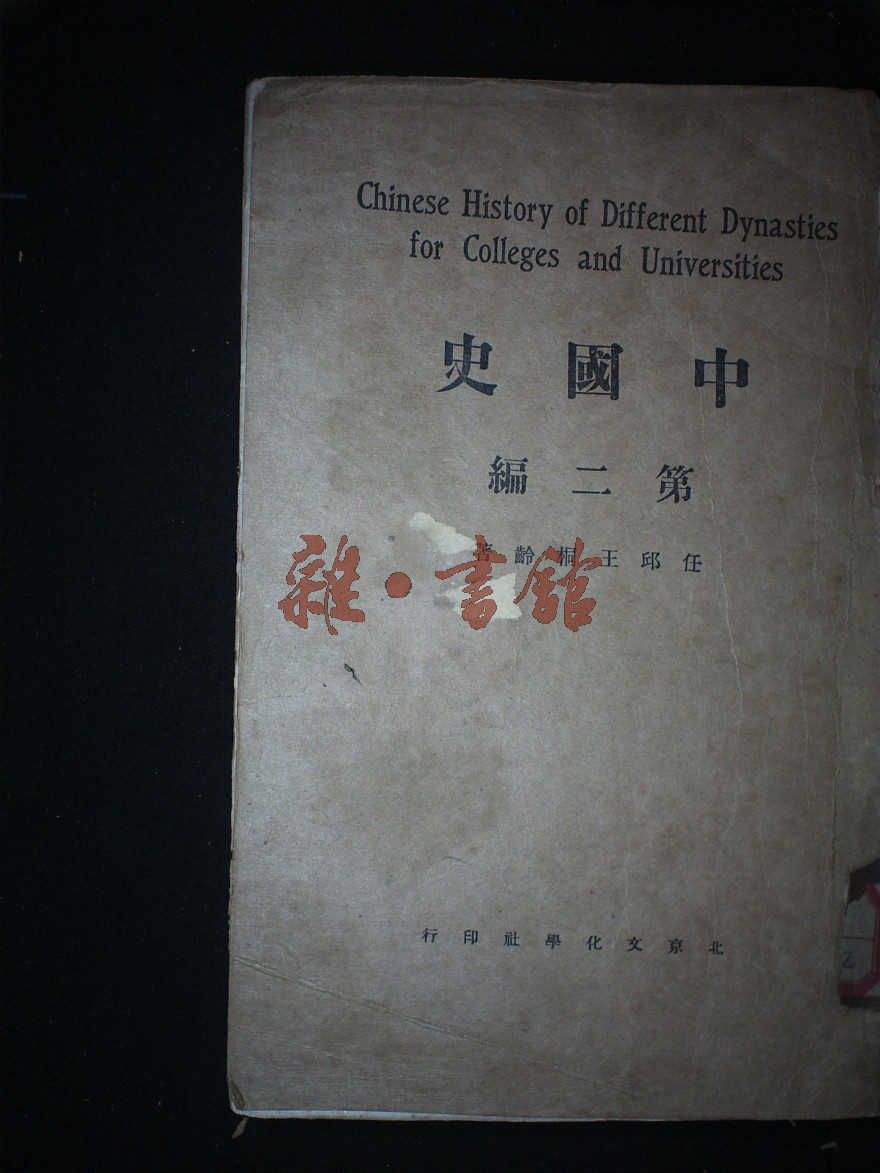 Chinese History of Different Dynasties
for Colleges and Universities
中國史
第二編
任邱王桐齡著
雜·書館
北京文化學社印行
2